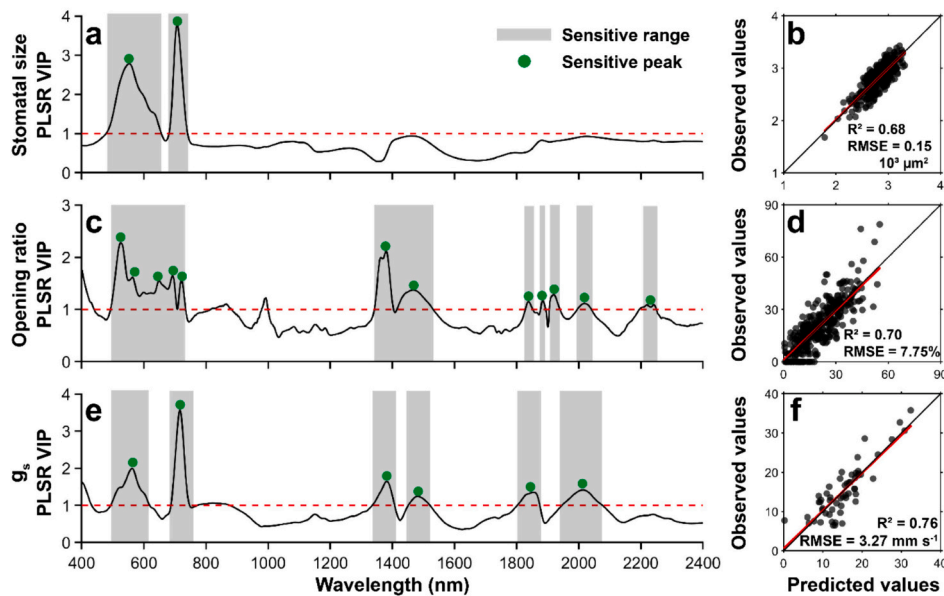 a
Stomatal size
PLSR VIP
4
3
2
1
0
Sensitive range
Sensitive peak
b
Observed values
4
3
2
1
1
2
3
4
R² = 0.68
RMSE = 0.15
10³ μm²
c
Opening ratio
PLSR VIP
3
2
1
0
d
Observed values
90
60
30
0
0
30
60
90
R² = 0.70
RMSE = 7.75%
e
gs
PLSR VIP
4
3
2
1
0
400 600 800 1000 1200 1400 1600 1800 2000 2200 2400
Wavelength (nm)
f
Observed values
40
30
20
10
0
0 10 20 30 40
R² = 0.76
RMSE = 3.27 mm s⁻¹
Predicted values